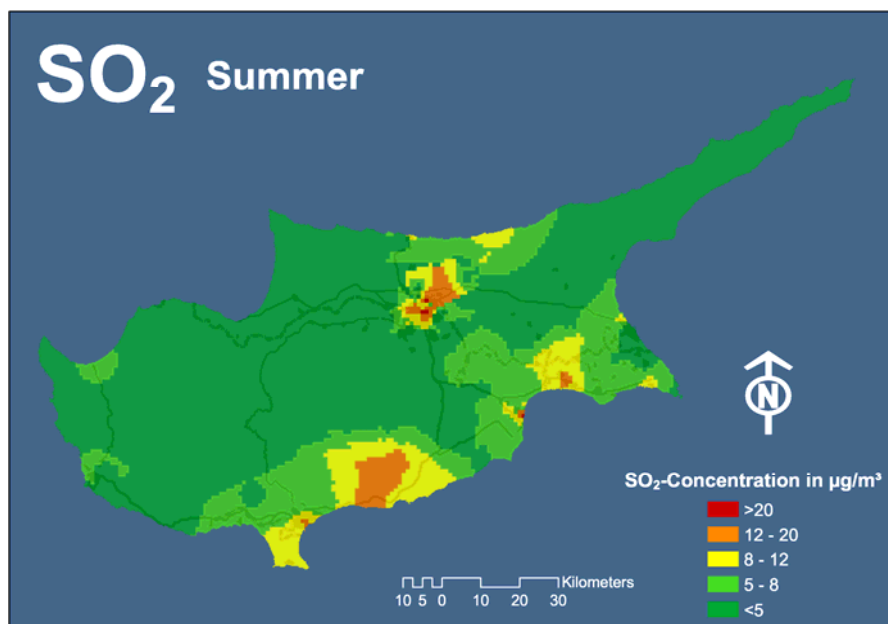 SO₂ Summer
N
SO₂-Concentration in µg/m³
>20
12 - 20
8 - 12
5 - 8
<5
Kilometers
10 5 0 10 20 30